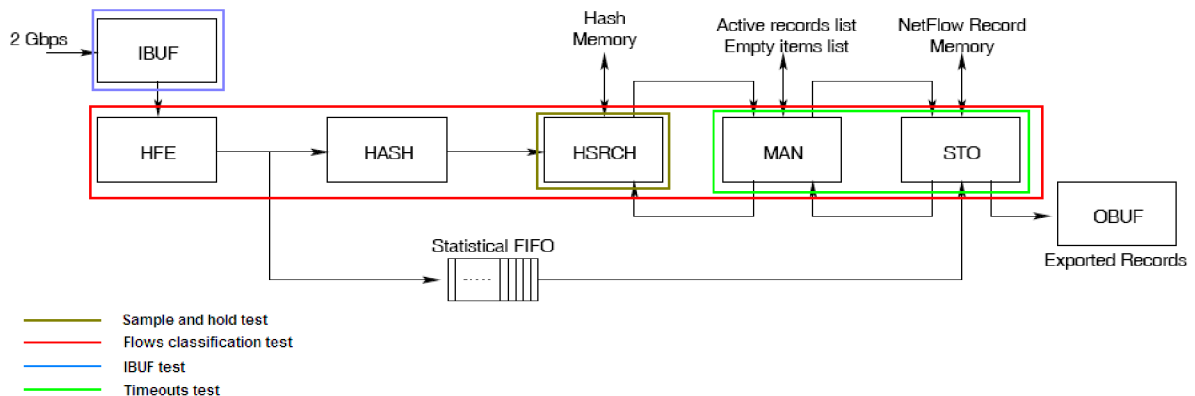 2 Gbps
IBUF
Hash
Memory
Active records list
Empty items list
NetFlow Record
Memory
HFE
HASH
HSRCH
MAN
STO
OBUF
Exported Records
Statistical FIFO
Sample and hold test
Flows classification test
IBUF test
Timeouts test